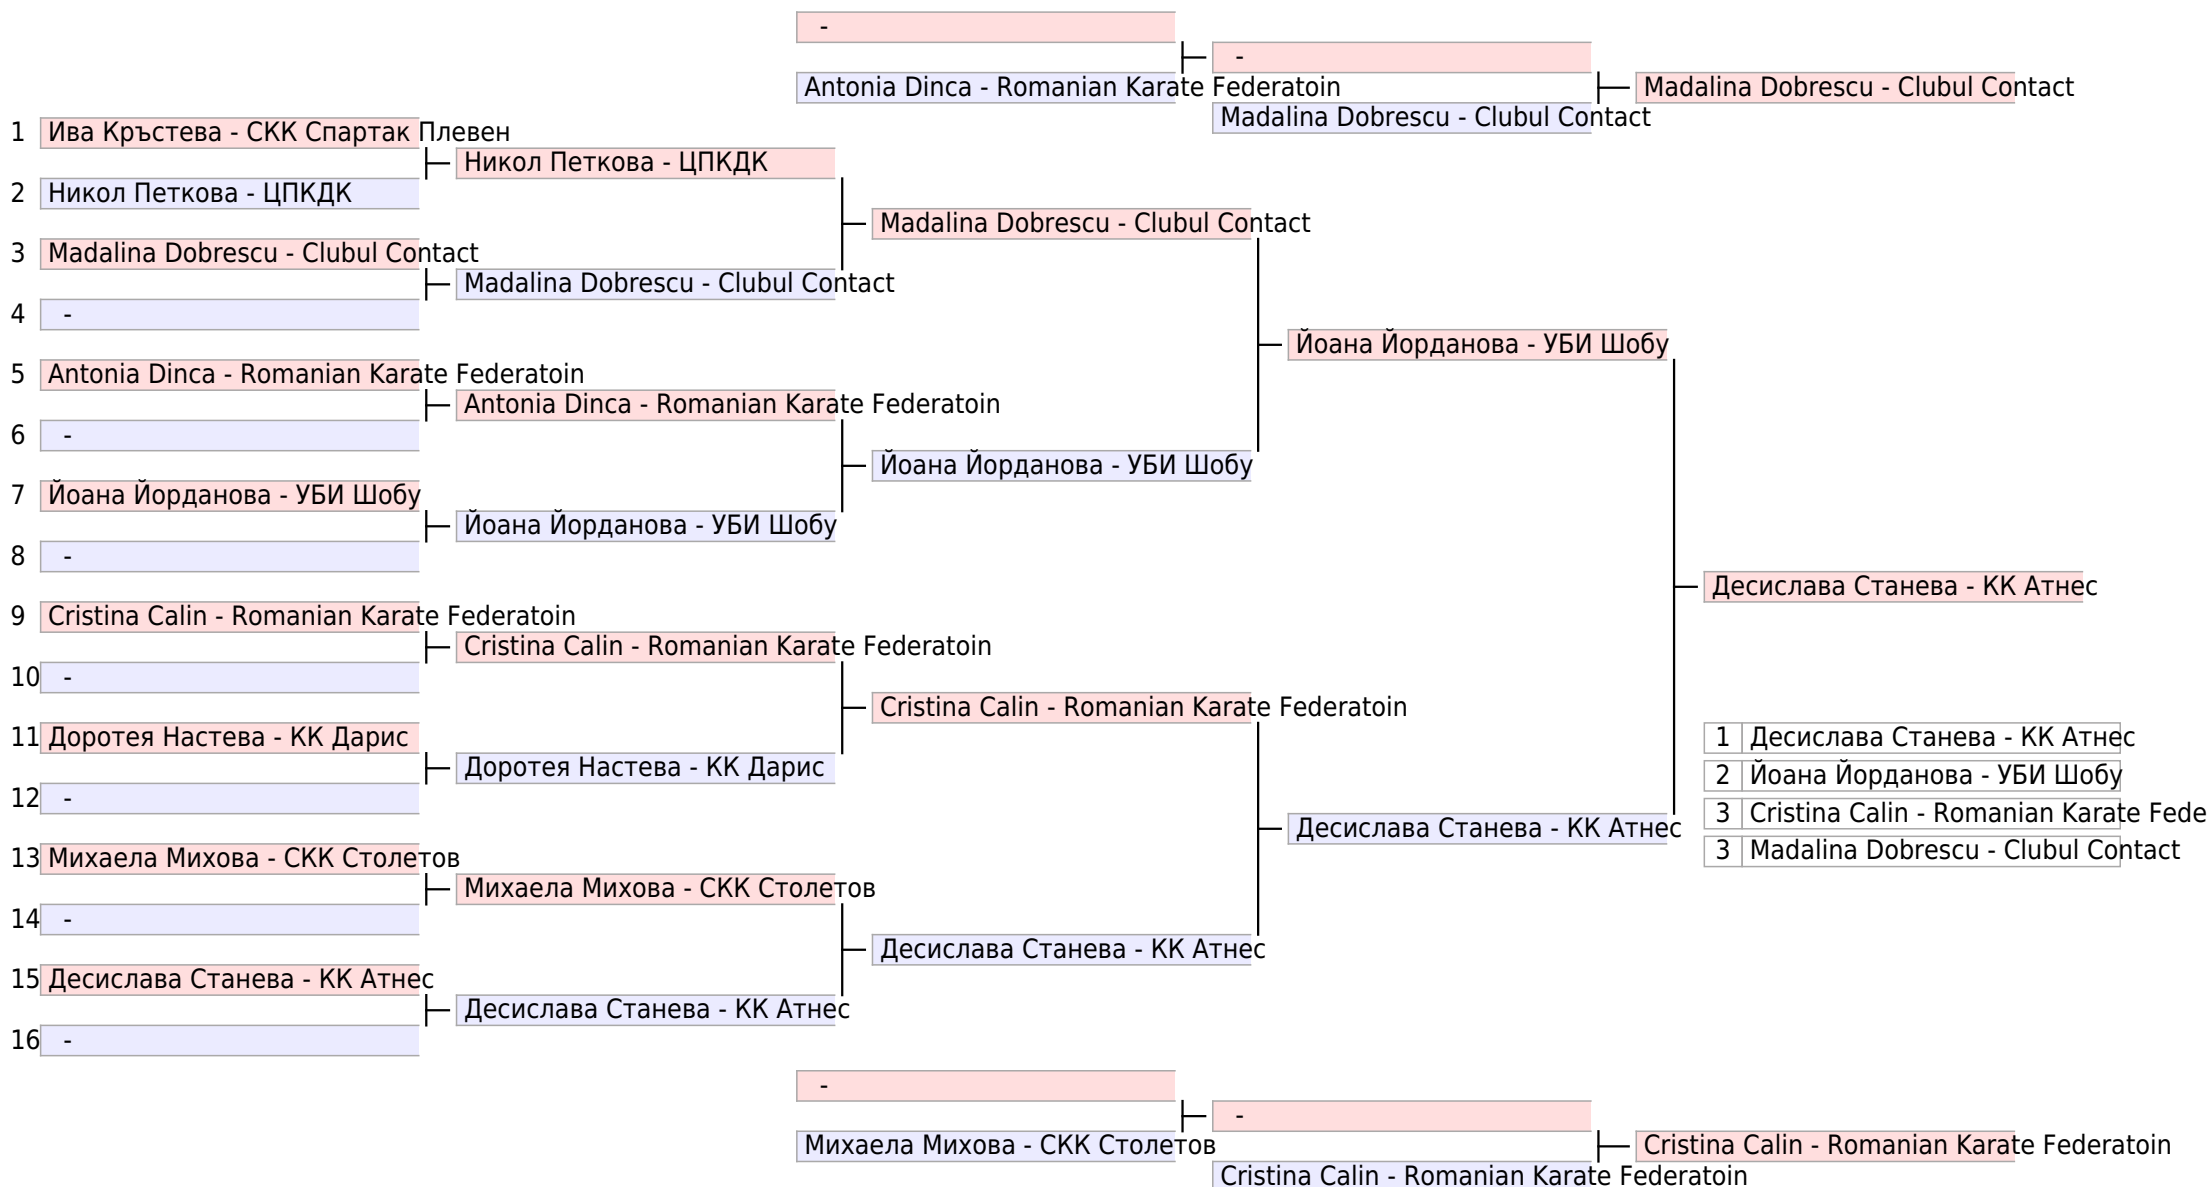 -
-
Antonia Dinca - Romanian Karate Federatoin
Madalina Dobrescu - Clubul Contact
Madalina Dobrescu - Clubul Contact
1 Ива Кръстева - СКК Спартак Плевен
Никол Петкова - ЦПКДК
2 Никол Петкова - ЦПКДК
Madalina Dobrescu - Clubul Contact
3 Madalina Dobrescu - Clubul Contact
Madalina Dobrescu - Clubul Contact
4 -
Йоана Йорданова - УБИ Шобу
5 Antonia Dinca - Romanian Karate Federatoin
Antonia Dinca - Romanian Karate Federatoin
6 -
Йоана Йорданова - УБИ Шобу
7 Йоана Йорданова - УБИ Шобу
Йоана Йорданова - УБИ Шобу
8 -
Десислава Станева - КК Атнес
9 Cristina Calin - Romanian Karate Federatoin
Cristina Calin - Romanian Karate Federatoin
10 -
Cristina Calin - Romanian Karate Federatoin
11 Доротея Настева - КК Дарис
1 Десислава Станева - КК Атнес
Доротея Настева - КК Дарис
2 Йоана Йорданова - УБИ Шобу
12 -
3 Cristina Calin - Romanian Karate Fede
Десислава Станева - КК Атнес
3 Madalina Dobrescu - Clubul Contact
13 Михаела Михова - СКК Столетов
Михаела Михова - СКК Столетов
14 -
Десислава Станева - КК Атнес
15 Десислава Станева - КК Атнес
Десислава Станева - КК Атнес
16 -
-
-
Михаела Михова - СКК Столетов
Cristina Calin - Romanian Karate Federatoin
Cristina Calin - Romanian Karate Federatoin